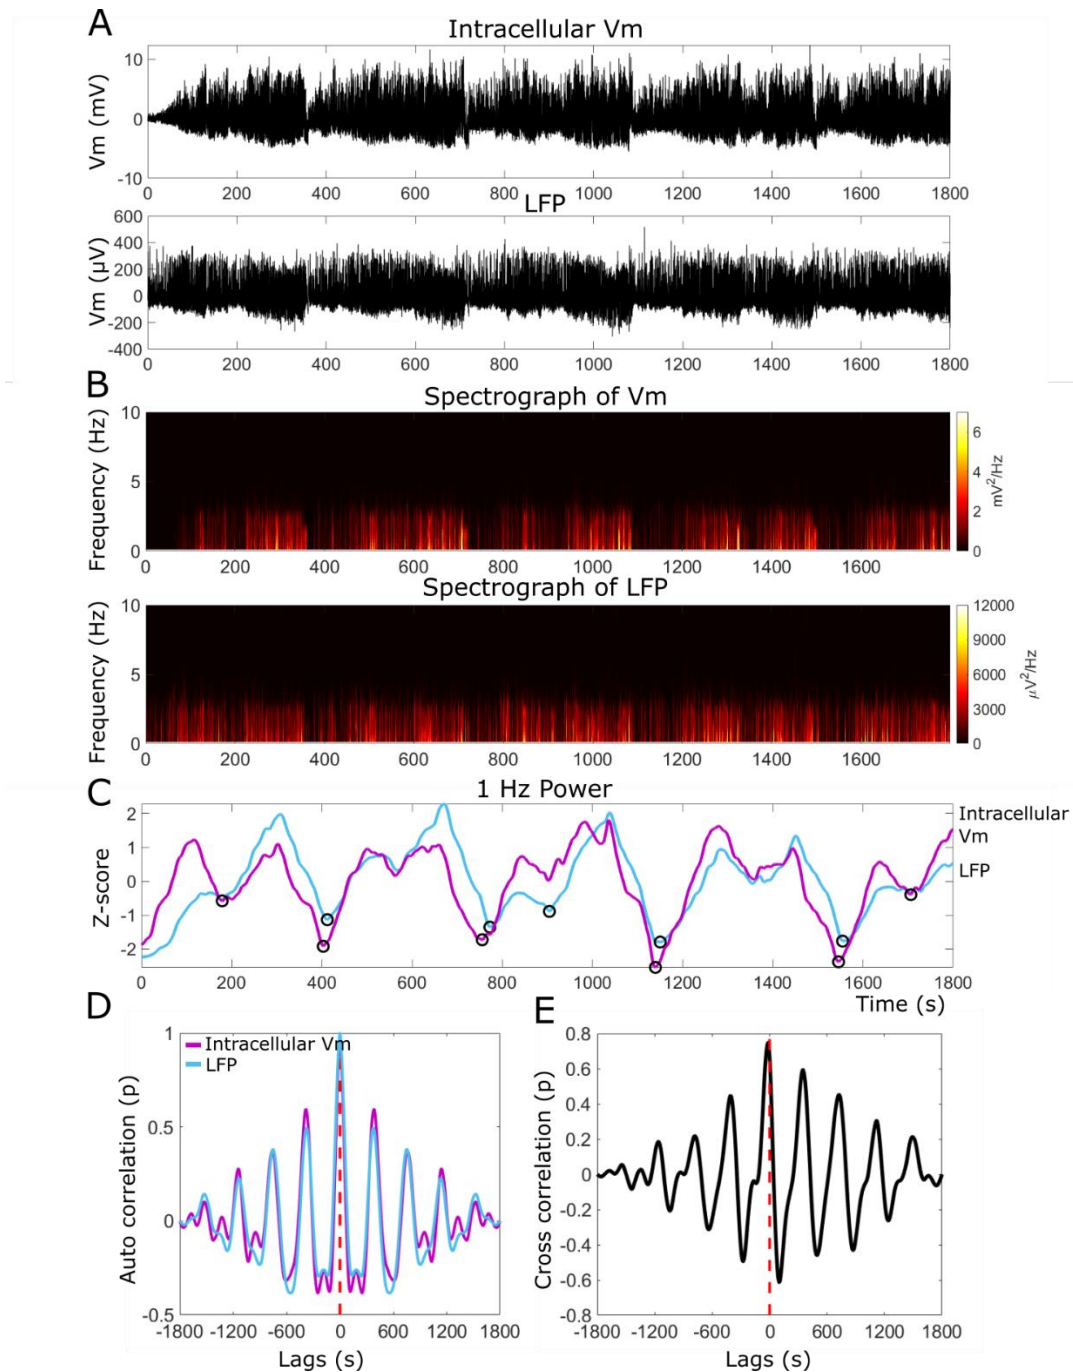 A
Intracellular Vm
Vm (mV)
10
0
-10
0 200 400 600 800 1000 1200 1400 1600 1800
LFP
Vm (µV)
600
400
200
0
-200
-400
0 200 400 600 800 1000 1200 1400 1600 1800
B
Spectrograph of Vm
Frequency (Hz)
10
5
0
0 200 400 600 800 1000 1200 1400 1600
6
4
2
0
mV²/Hz
Spectrograph of LFP
Frequency (Hz)
10
5
0
0 200 400 600 800 1000 1200 1400 1600
12000
9000
6000
3000
0
µV²/Hz
C
1 Hz Power
Z-score
2
1
0
-1
-2
0 200 400 600 800 1000 1200 1400 1600 1800
Time (s)
Intracellular
Vm
LFP
D
Intracellular Vm
LFP
Auto correlation (p)
1
0.5
0
-0.5
-1800 -1200 -600 0 600 1200 1800
Lags (s)
E
Cross correlation (p)
0.8
0.6
0.4
0.2
0
-0.2
-0.4
-0.6
-0.8
-1800 -1200 -600 0 600 1200 1800
Lags (s)